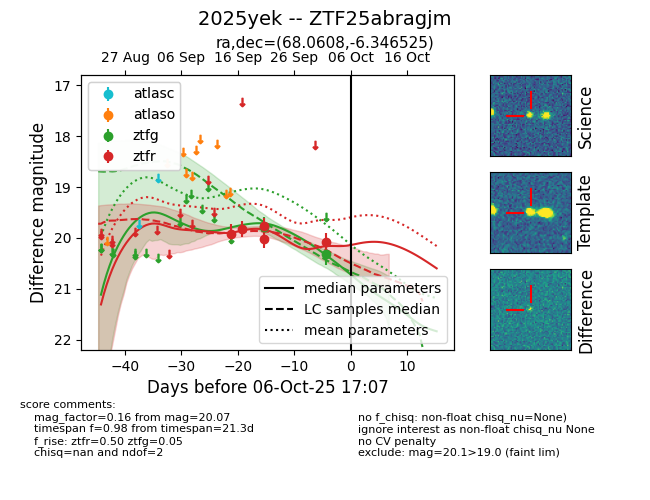 2025yek -- ZTF25abragjm
ra,dec=(68.0608,-6.346525)
27 Aug 06 Sep 16 Sep 26 Sep 06 Oct 16 Oct
17
18
19
20
21
22
Difference magnitude
atlasc
atlaso
ztfg
ztfr
median parameters
LC samples median
mean parameters
−40 −30 −20 −10 0 10
Days before 06-Oct-25 17:07
Science
Template
Difference
score comments:
mag_factor=0.16 from mag=20.07
timespan f=0.98 from timespan=21.3d
f_rise: ztfr=0.50 ztfg=0.05
chisq=nan and ndof=2
no f_chisq: non-float chisq_nu=None)
ignore interest as non-float chisq_nu None
no CV penalty
exclude: mag=20.1>19.0 (faint lim)